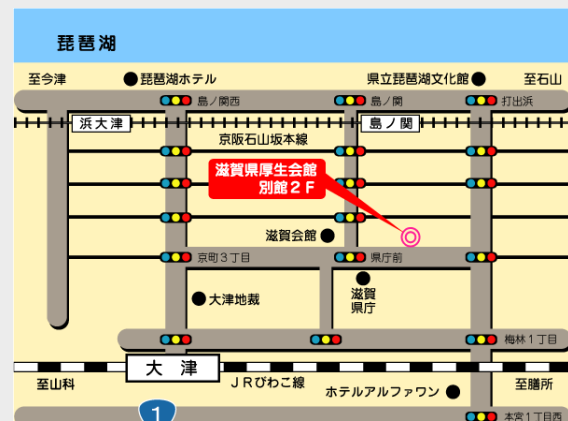 琵琶湖
至今津
琵琶湖ホテル
県立琵琶湖文化館
至石山
島ノ関西
島ノ関
打出浜
浜大津
島ノ関
京阪石山坂本線
滋賀県厚生会館
別館２Ｆ
滋賀会館
京町３丁目
県庁前
大津地裁
滋賀
県庁
梅林１丁目
大津
至山科
ＪＲびわこ線
ホテルアルファワン
至膳所
1
本宮１丁目西